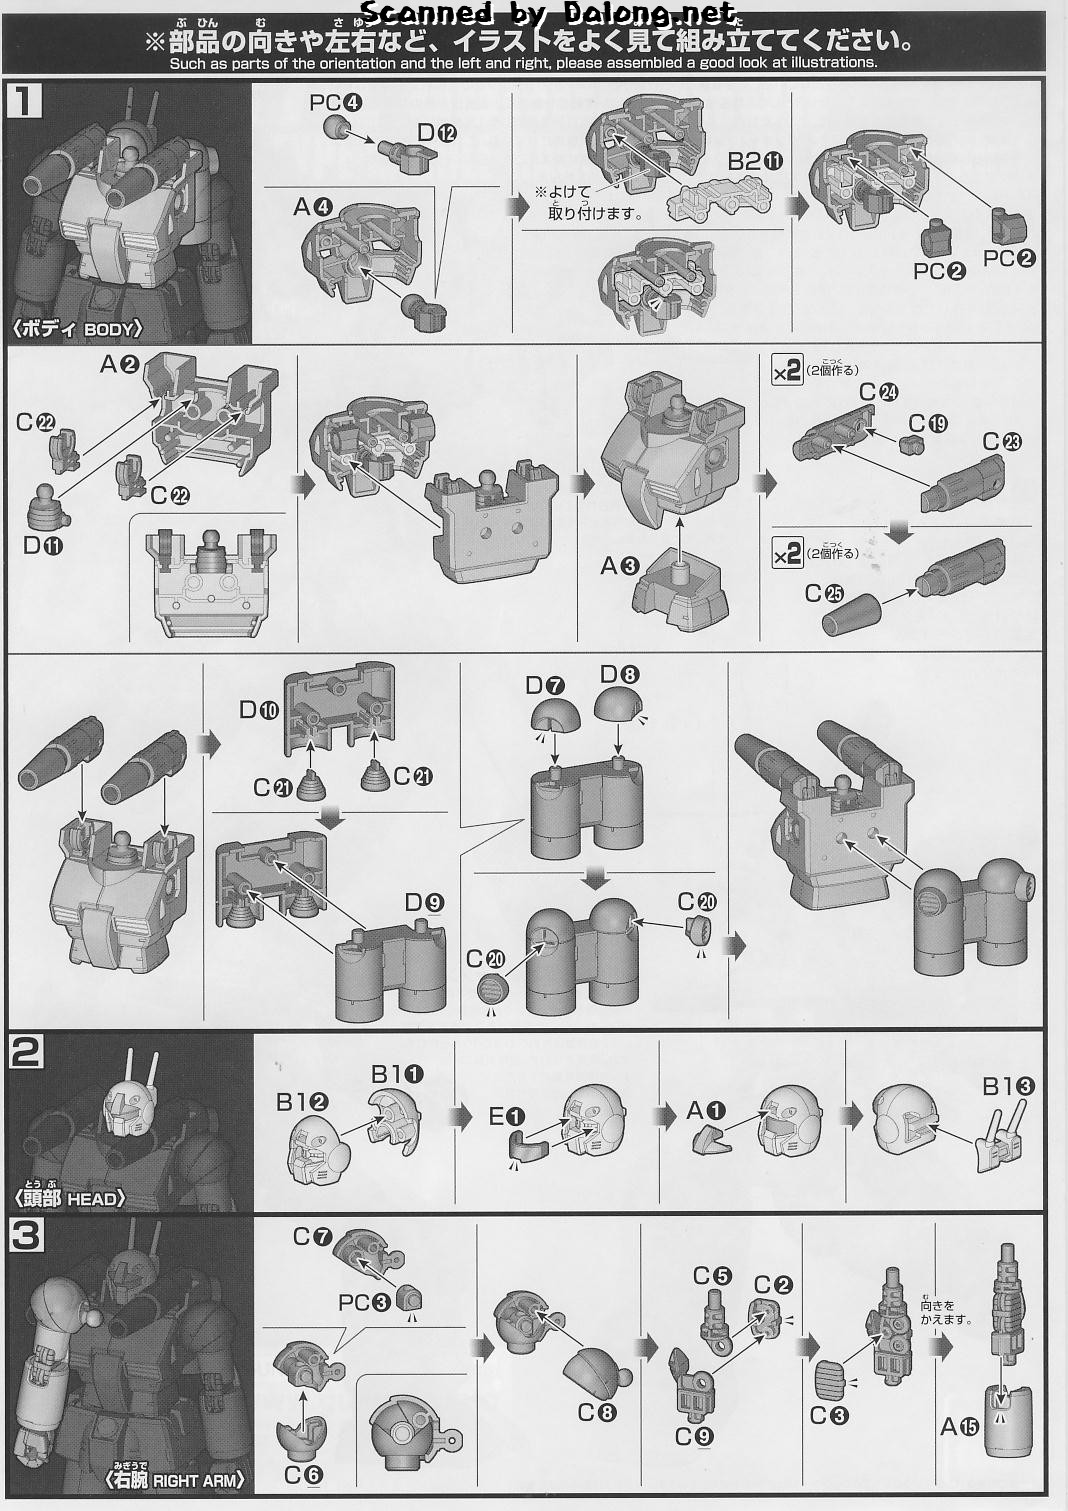 Scanned by Dalong.net
※部品の向きや左右など、イラストをよく見て組み立ててください。
Such as parts of the orientation and the left and right, please assembled a good look at illustrations.
1
〈ボディ BODY〉
PC❹
D⓬
A❹
※よけて
取り付けます。
B2⓫
PC❷
PC❷
A❷
C㉒
C㉒
D⓫
A❸
×2 (2個作る)
C㉔
C⓳
C㉓
×2 (2個作る)
C㉕
D❿
C㉑
C㉑
D❾
D❼
D❽
C⓴
C⓴
2
〈頭部 HEAD〉
B1❷
B1❶
E❶
A❶
B1❸
3
〈右腕 RIGHT ARM〉
C❼
PC❸
C❻
C❽
C❺
C❷
C❾
C❸
向きを
かえます。
A⓯